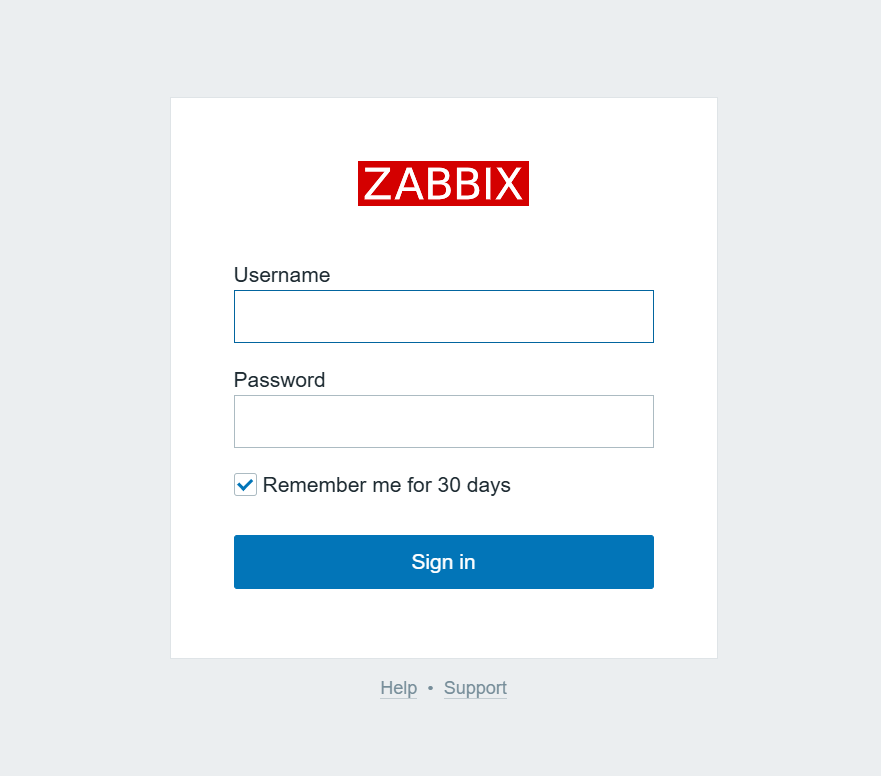 ZABBIX
Username
Password
Remember me for 30 days
Sign in
Help • Support